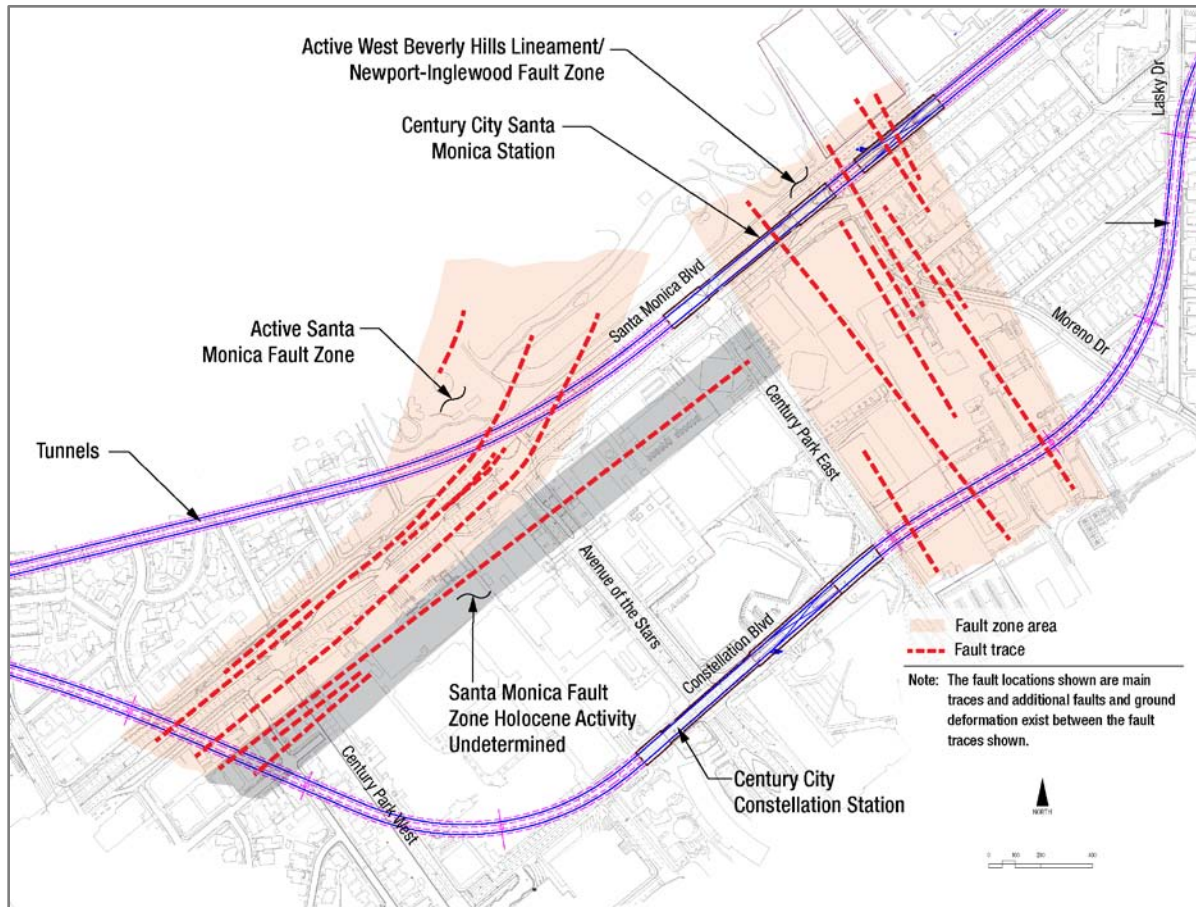 Active West Beverly Hills Lineament/
Newport-Inglewood Fault Zone
Century City Santa
Monica Station
Lasky Dr
Santa Monica Blvd
Active Santa
Monica Fault Zone
Moreno Dr
Tunnels
Century Park East
Avenue of the Stars
Constellation Blvd
Santa Monica Fault
Zone Holocene Activity
Undetermined
Century Park West
Century City
Constellation Station
Fault zone area
Fault trace
Note: The fault locations shown are main
traces and additional faults and ground
deformation exist between the fault
traces shown.
NORTH
0 100 200 400